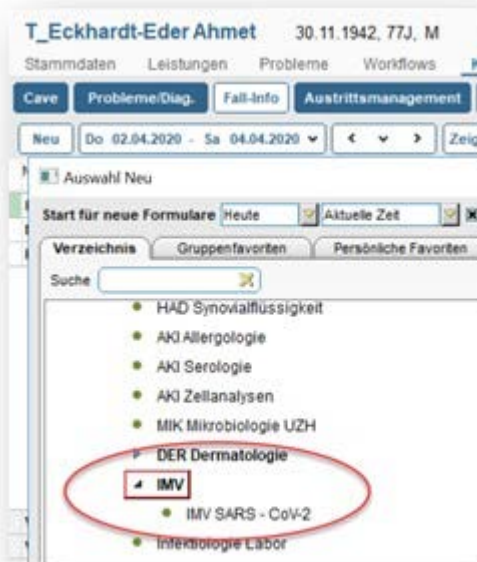 T_Eckhardt-Eder Ahmet 30.11.1942, 77J, M
Stammdaten Leistungen Probleme Workflows
Cave Probleme/Diag. Fall-Info Austrittsmanagement
Neu Do 02.04.2020 - Sa 04.04.2020 Zeig
Auswahl Neu
Start für neue Formulare Heute Aktuelle Zeit
Verzeichnis Gruppenfavoriten Persönliche Favoriten
Suche
HAD Synovialflüssigkeit
AKI Allergologie
AKI Serologie
AKI Zellanalysen
MIK Mikrobiologie UZH
DER Dermatologie
IMV
IMV SARS - CoV-2
Infektiologie Labor